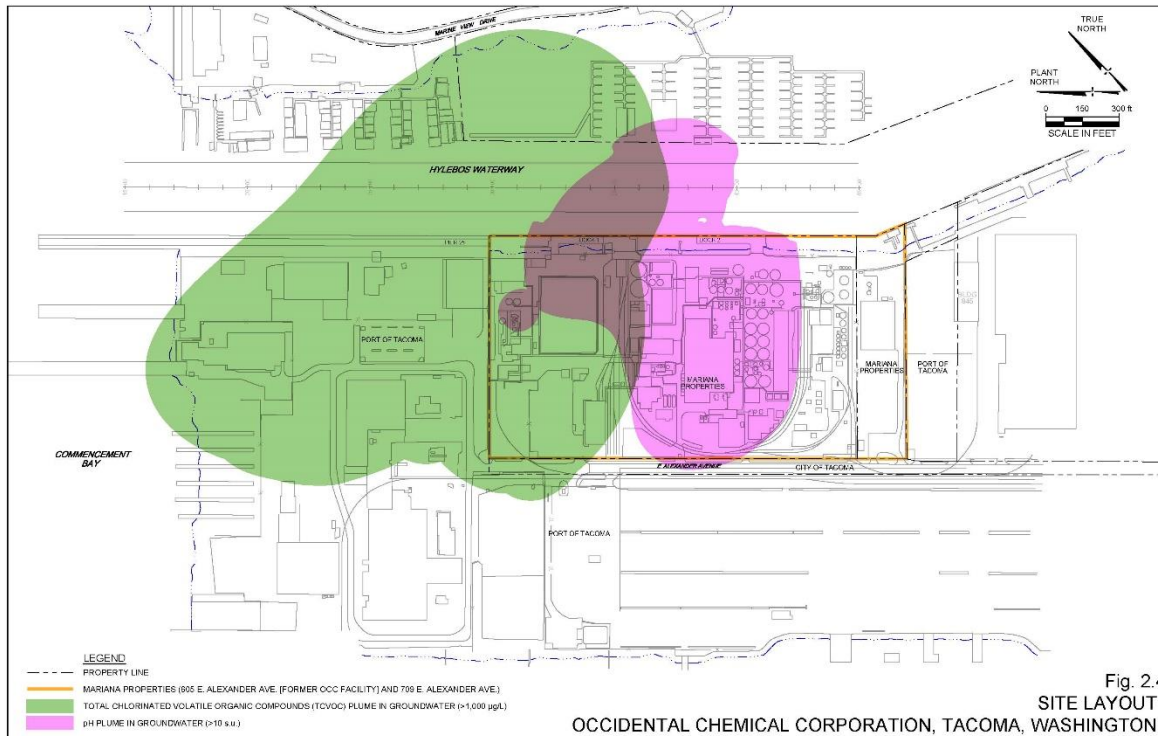 MARINE VIEW DRIVE
TRUE
NORTH
PLANT
NORTH
0 150 300 ft
SCALE IN FEET
HYLEBOS WATERWAY
PIER 25
DOCK 1
DOCK 2
PORT OF TACOMA
MARIANA
PROPERTIES
MARIANA
PROPERTIES
PORT OF
TACOMA
COMMENCEMENT
BAY
E. ALEXANDER AVENUE
CITY OF TACOMA
PORT OF TACOMA
LEGEND
PROPERTY LINE
MARIANA PROPERTIES (605 E. ALEXANDER AVE. [FORMER OCC FACILITY] AND 709 E. ALEXANDER AVE.)
TOTAL CHLORINATED VOLATILE ORGANIC COMPOUNDS (TCVOC) PLUME IN GROUNDWATER (>1,000 µg/L)
pH PLUME IN GROUNDWATER (>10 s.u.)
Fig. 2.4
SITE LAYOUT
OCCIDENTAL CHEMICAL CORPORATION, TACOMA, WASHINGTON